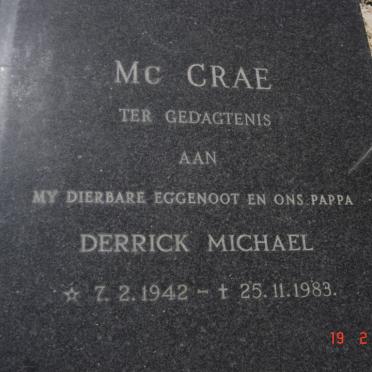 Mc CRAE
TER GEDAGTENIS
AAN
MY DIERBARE EGGENOOT EN ONS PAPPA
DERRICK MICHAEL
☆ 7.2.1942 – † 25.11.1983.
19 2